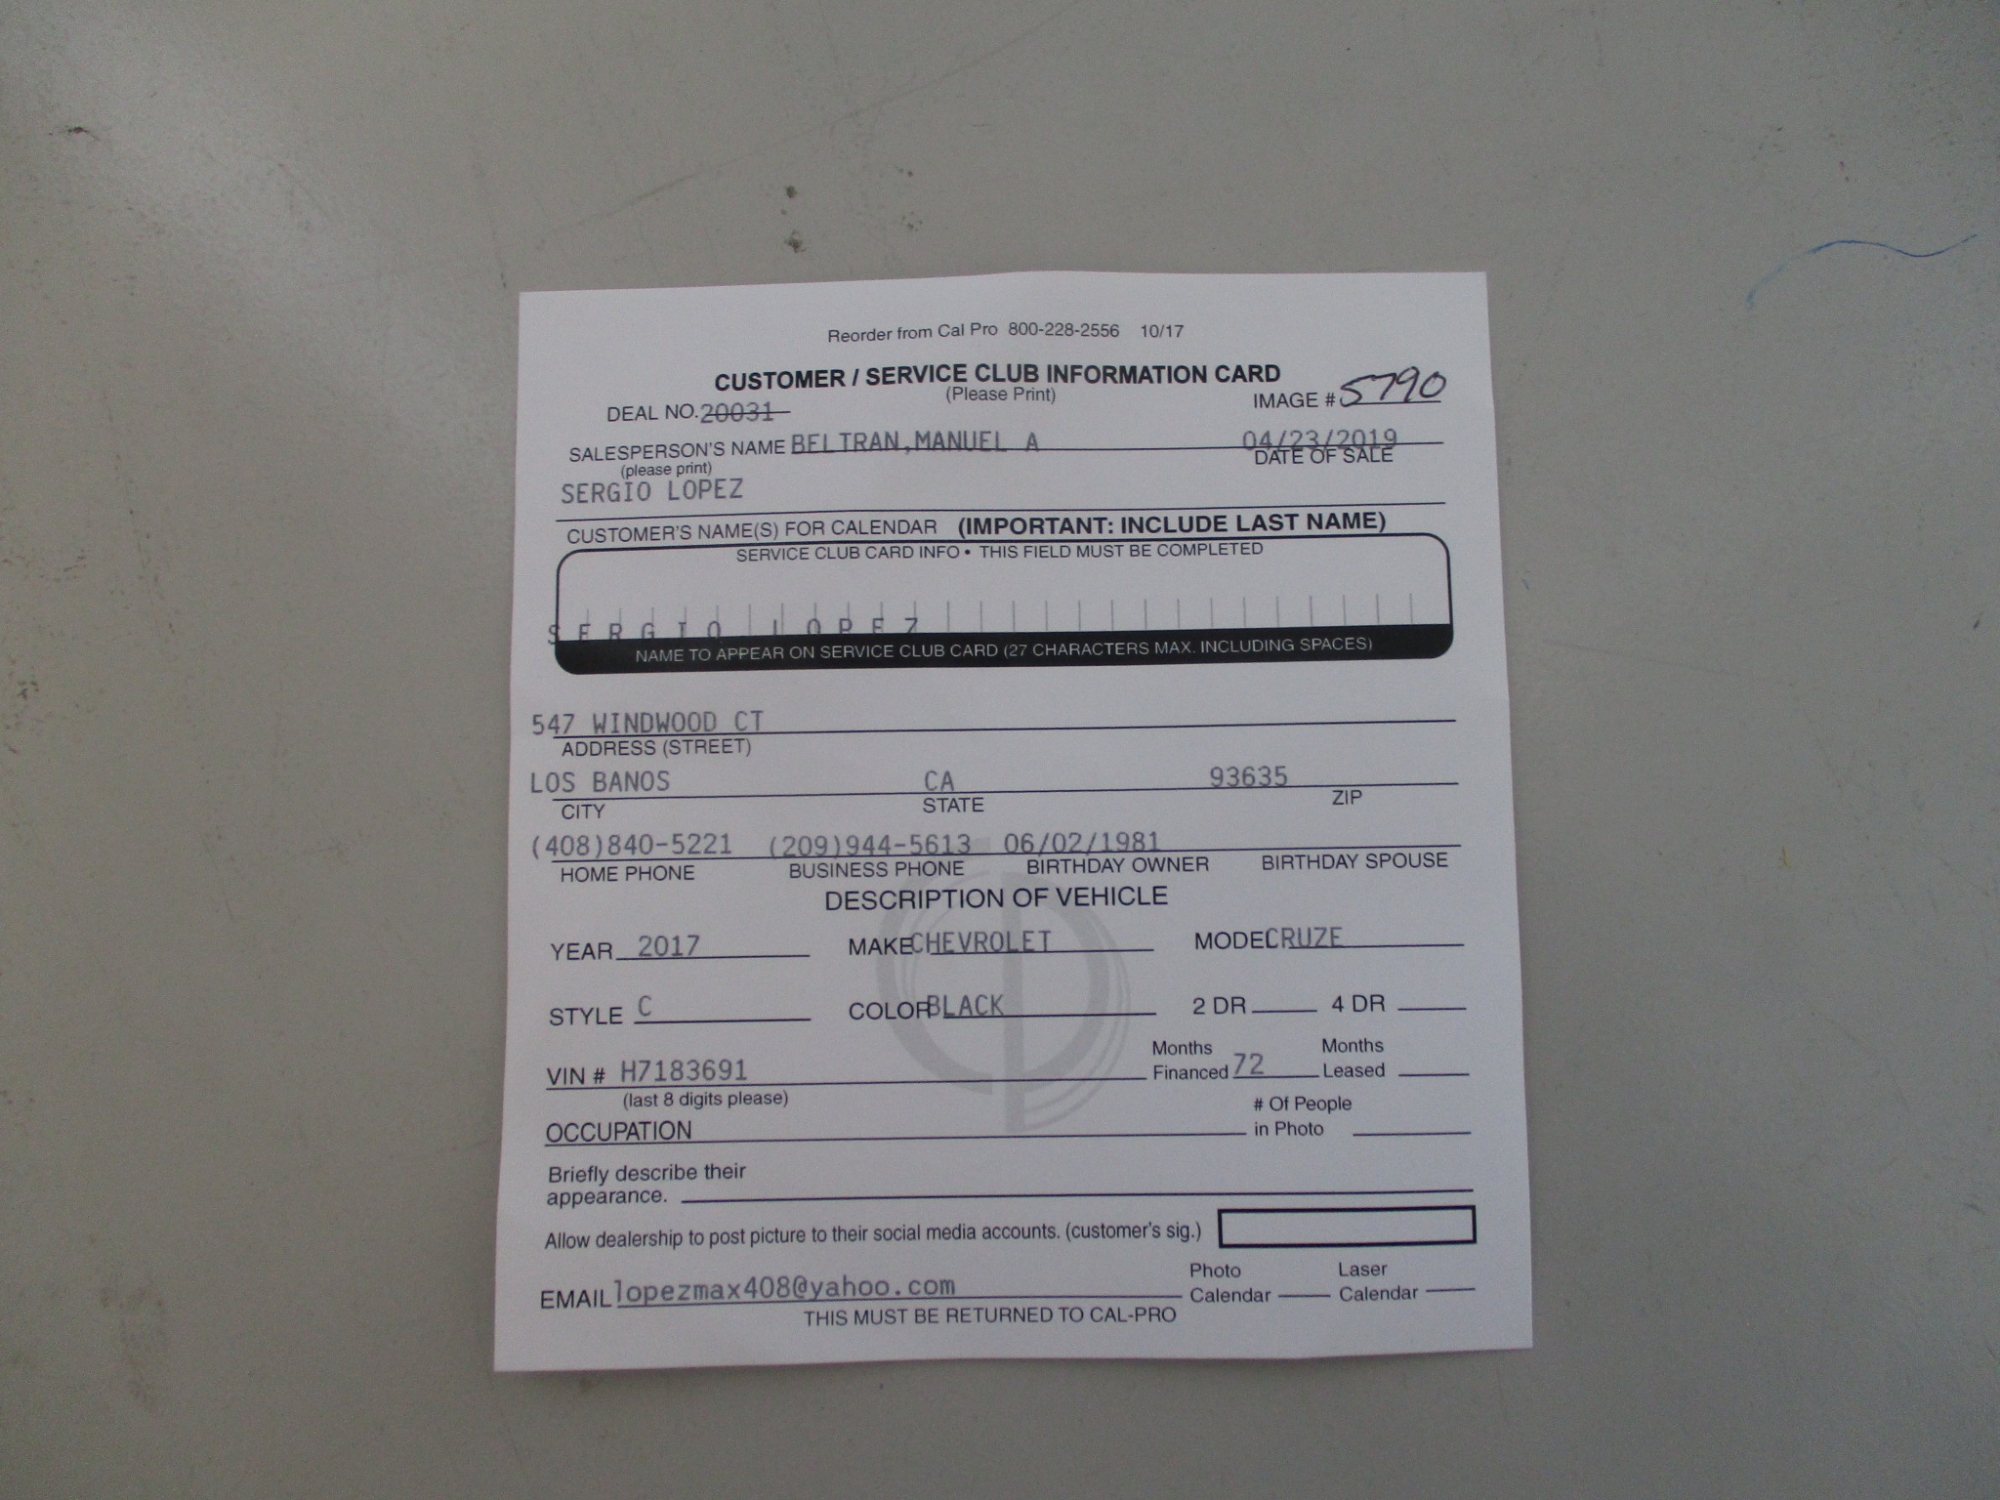 Reorder from Cal Pro 800-228-2556 10/17
CUSTOMER / SERVICE CLUB INFORMATION CARD
(Please Print)
DEAL NO. 20031 IMAGE # 5790
SALESPERSON'S NAME BELTRAN,MANUEL A 04/23/2019
(please print) DATE OF SALE
SERGIO LOPEZ
CUSTOMER'S NAME(S) FOR CALENDAR (IMPORTANT: INCLUDE LAST NAME)
SERVICE CLUB CARD INFO • THIS FIELD MUST BE COMPLETED
S E R G I O L O P E Z
NAME TO APPEAR ON SERVICE CLUB CARD (27 CHARACTERS MAX. INCLUDING SPACES)
547 WINDWOOD CT
ADDRESS (STREET)
LOS BANOS CA 93635
CITY STATE ZIP
(408)840-5221 (209)944-5613 06/02/1981
HOME PHONE BUSINESS PHONE BIRTHDAY OWNER BIRTHDAY SPOUSE
DESCRIPTION OF VEHICLE
YEAR 2017 MAKE CHEVROLET MODEL CRUZE
STYLE C COLOR BLACK 2 DR 4 DR
VIN # H7183691 Months Financed 72 Months Leased
(last 8 digits please)
OCCUPATION # Of People in Photo
Briefly describe their
appearance.
Allow dealership to post picture to their social media accounts. (customer's sig.)
EMAIL lopezmax408@yahoo.com Photo Calendar Laser Calendar
THIS MUST BE RETURNED TO CAL-PRO